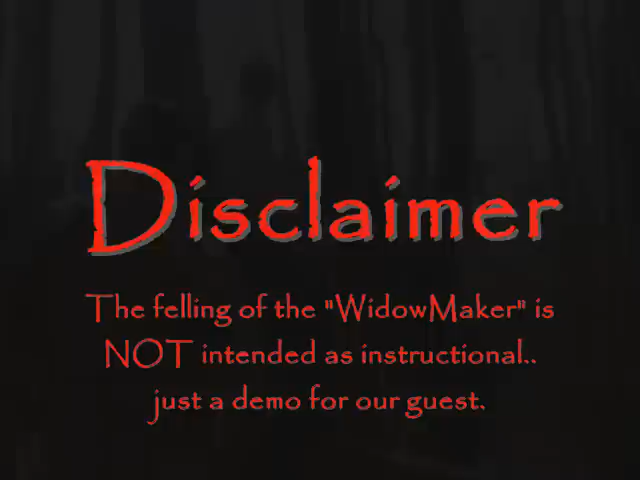 Disclaimer
The felling of the "WidowMaker" is
NOT intended as instructional..
just a demo for our guest.